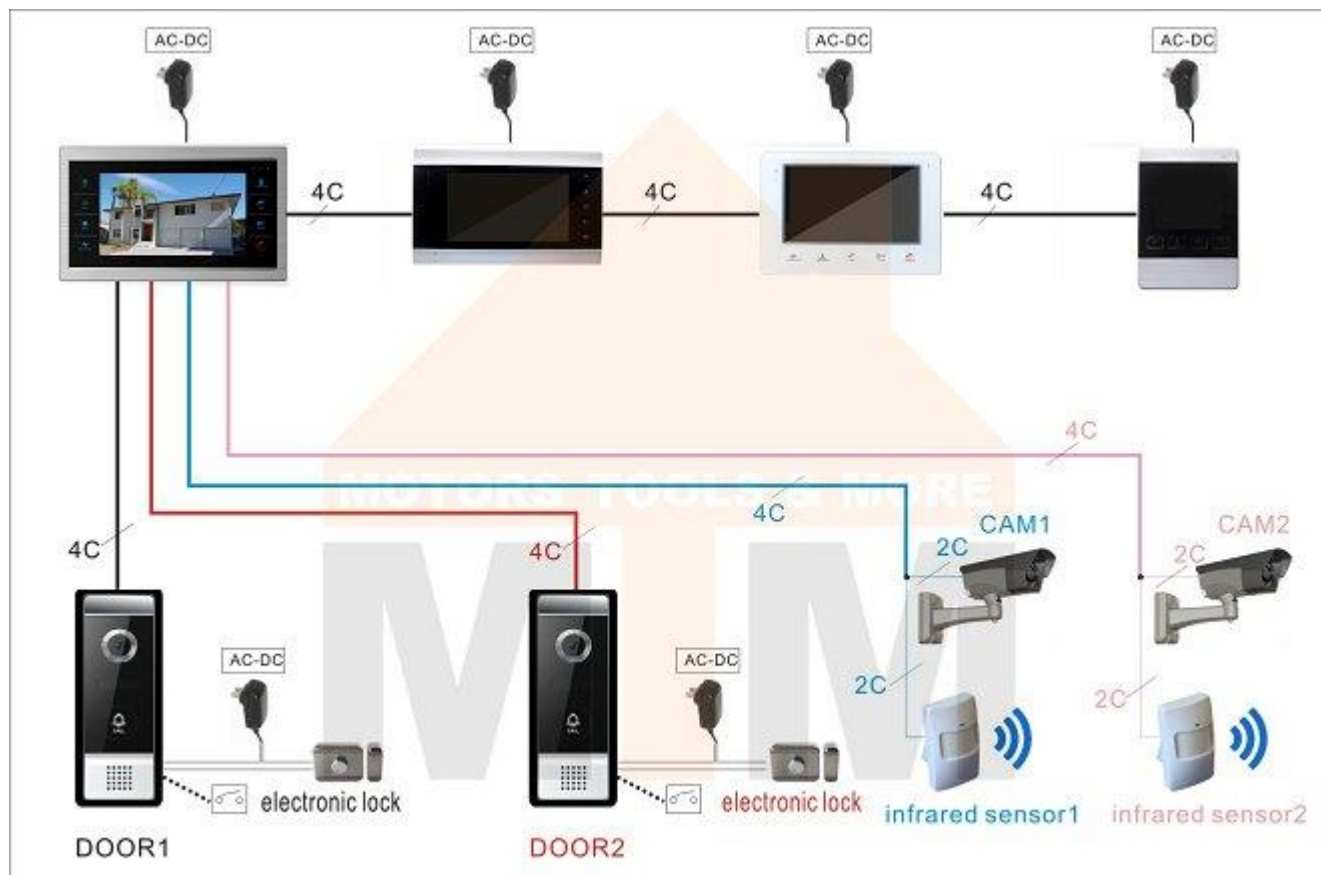 AC-DC
AC-DC
AC-DC
AC-DC
4C
4C
4C
4C
MOTORS TOOLS & MORE
4C
CAM1
CAM2
4C
4C
2C
2C
MTM
AC-DC
AC-DC
2C
2C
electronic lock
electronic lock
infrared sensor1
infrared sensor2
DOOR1
DOOR2